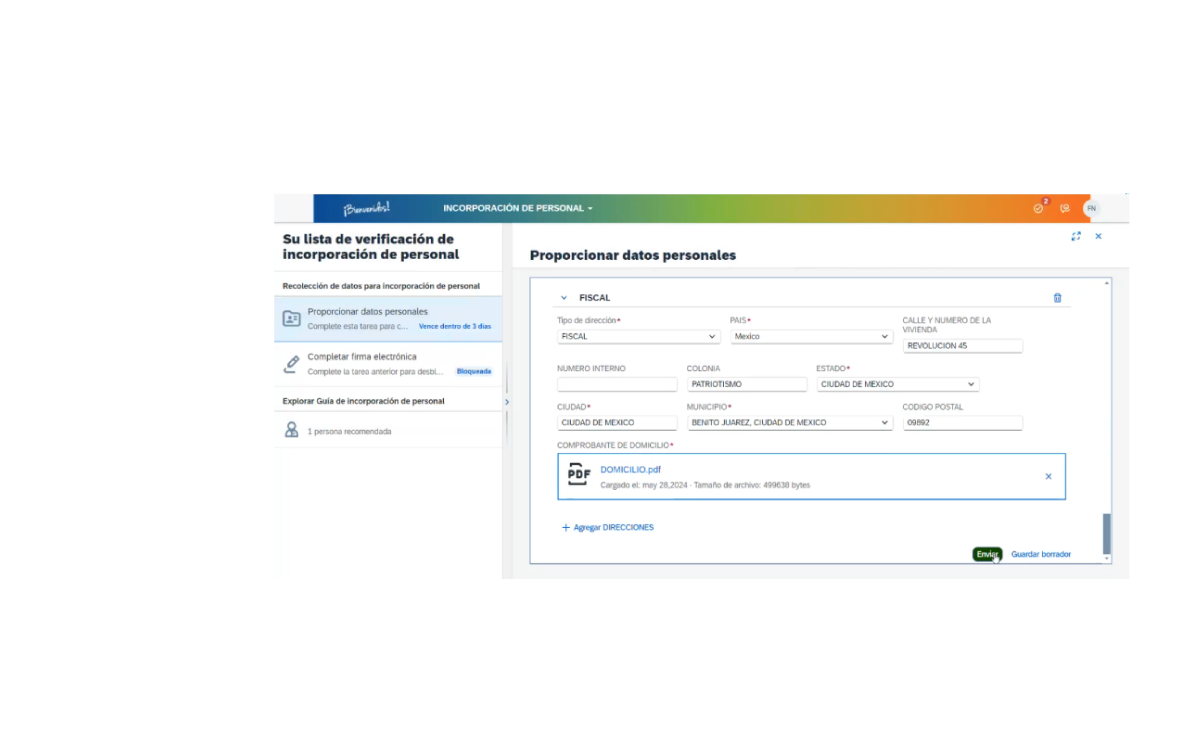 ¡Bienvenid@s!
INCORPORACIÓN DE PERSONAL
2
FN
Su lista de verificación de
incorporación de personal
Recolección de datos para incorporación de personal
Proporcionar datos personales
Complete esta tarea para c... Vence dentro de 3 días
Completar firma electrónica
Complete la tarea anterior para desbl... Bloqueada
Explorar Guía de incorporación de personal
1 persona recomendada
Proporcionar datos personales
FISCAL
Tipo de dirección* PAIS* CALLE Y NUMERO DE LA
VIVIENDA
FISCAL Mexico REVOLUCION 45
NUMERO INTERNO COLONIA ESTADO*
PATRIOTISMO CIUDAD DE MEXICO
CIUDAD* MUNICIPIO* CODIGO POSTAL
CIUDAD DE MEXICO BENITO JUAREZ, CIUDAD DE MEXICO 09892
COMPROBANTE DE DOMICILIO*
PDF
DOMICILIO.pdf
Cargado el: may 28,2024 · Tamaño de archivo: 499638 bytes
+ Agregar DIRECCIONES
Enviar Guardar borrador